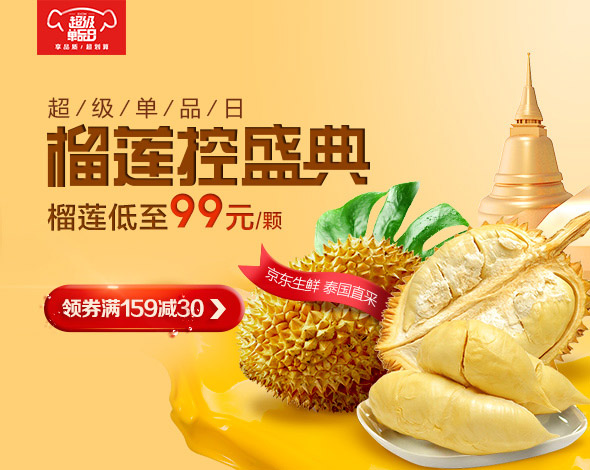 超级
单品日
享品质/超划算
超/级/单/品/日
榴莲控盛典
榴莲低至99元/颗
京东生鲜 泰国直采
领券满159减30